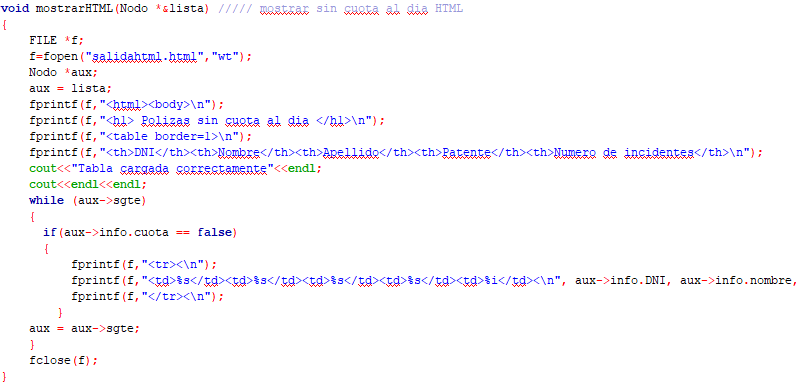 void mostrarHTML(Nodo *&lista) ///// mostrar sin cuota al dia HTML
{
FILE *f;
f=fopen("salidahtml.html","wt");
Nodo *aux;
aux = lista;
fprintf(f,"<html><body>\n");
fprintf(f,"<h1> Polizas sin cuota al dia </h1>\n");
fprintf(f,"<table border=1>\n");
fprintf(f,"<th>DNI</th><th>Nombre</th><th>Apellido</th><th>Patente</th><th>Numero de incidentes</th>\n");
cout<<"Tabla cargada correctamente"<<endl;
cout<<endl<<endl;
while (aux->sgte)
{
if(aux->info.cuota == false)
{
fprintf(f,"<tr><\n");
fprintf(f,"<td>%s</td><td>%s</td><td>%s</td><td>%s</td><td>%i</td><\n", aux->info.DNI, aux->info.nombre,
fprintf(f,"</tr><\n");
}
aux = aux->sgte;
}
fclose(f);
}